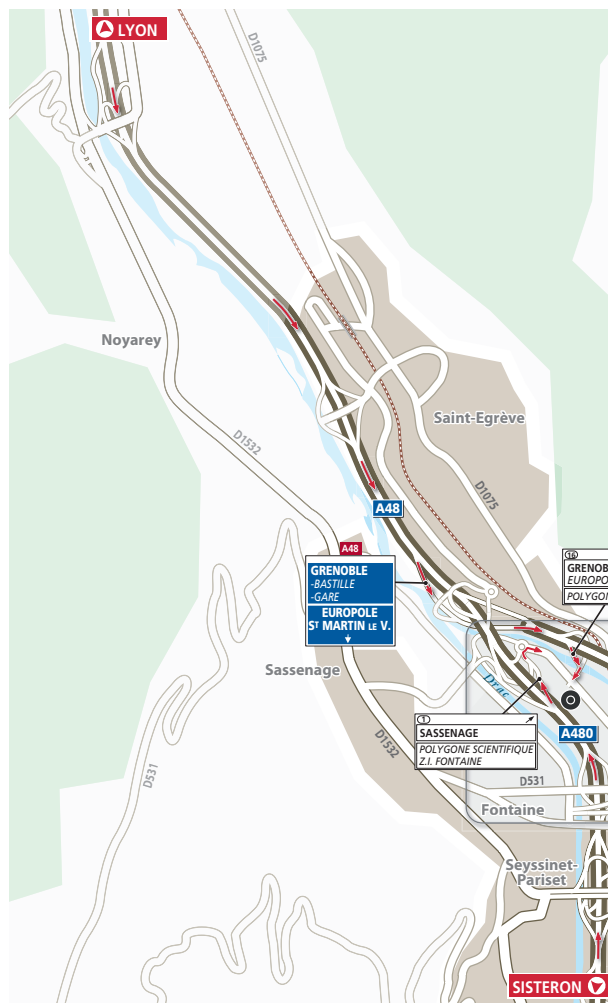 LYON
D1075
Noyarey
Saint-Egrève
D1532
D1075
A48
A48
GRENOBLE
-BASTILLE
-GARE
EUROPOLE
ST MARTIN LE V.
16
GRENOB
EUROPO
POLYGON
Sassenage
Drac
1
SASSENAGE
POLYGONE SCIENTIFIQUE
Z.I. FONTAINE
A480
D1532
D531
D531
Fontaine
Seyssinet-
Pariset
SISTERON